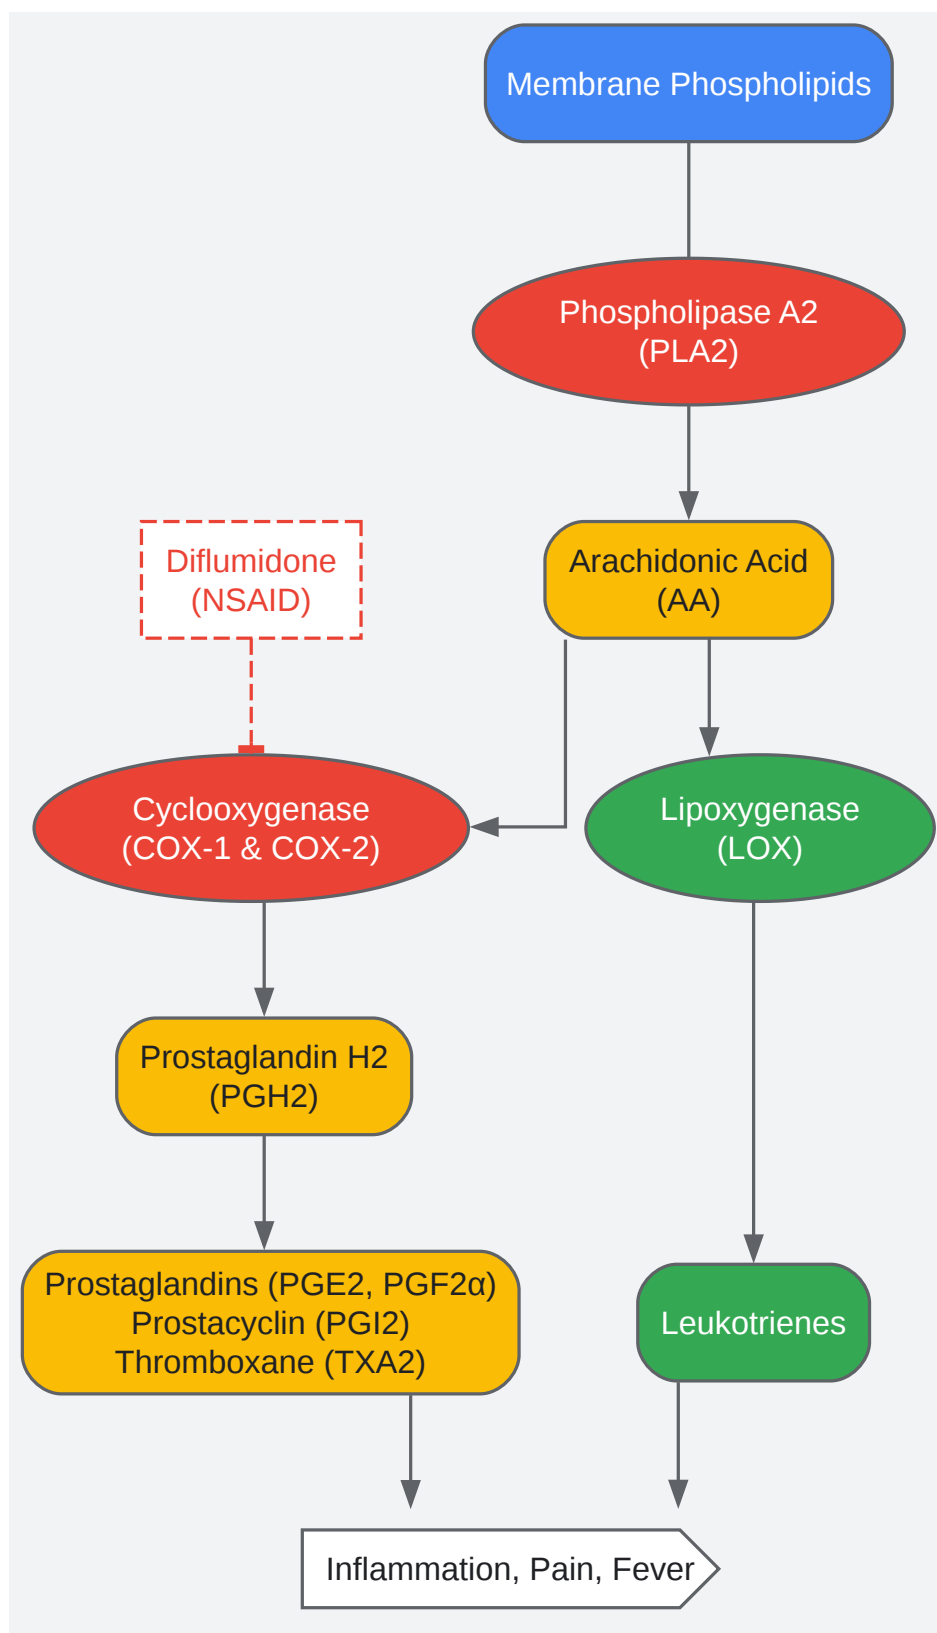 Membrane Phospholipids
Phospholipase A2
(PLA2)
Diflumidone
(NSAID)
Arachidonic Acid
(AA)
Cyclooxygenase
(COX-1 & COX-2)
Lipoxygenase
(LOX)
Prostaglandin H2
(PGH2)
Prostaglandins (PGE2, PGF2α)
Prostacyclin (PGI2)
Thromboxane (TXA2)
Leukotrienes
Inflammation, Pain, Fever